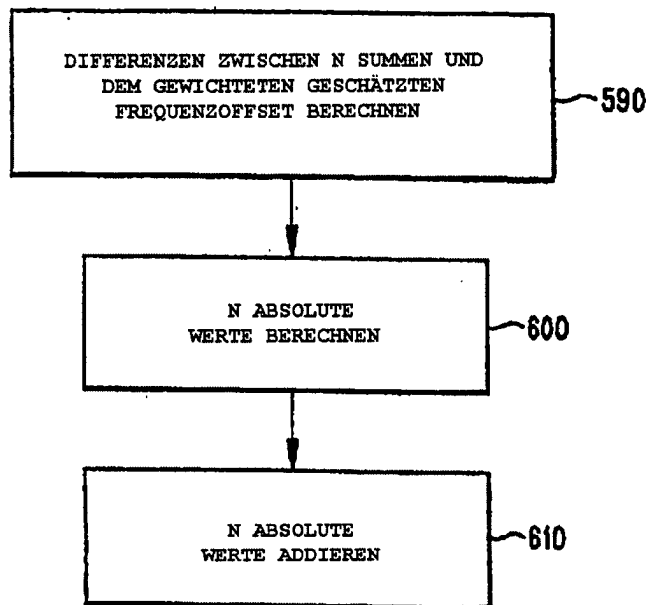 DIFFERENZEN ZWISCHEN N SUMMEN UND
DEM GEWICHTETEN GESCHÄTZTEN
FREQUENZOFFSET BERECHNEN
590
N ABSOLUTE
WERTE BERECHNEN
600
N ABSOLUTE
WERTE ADDIEREN
610